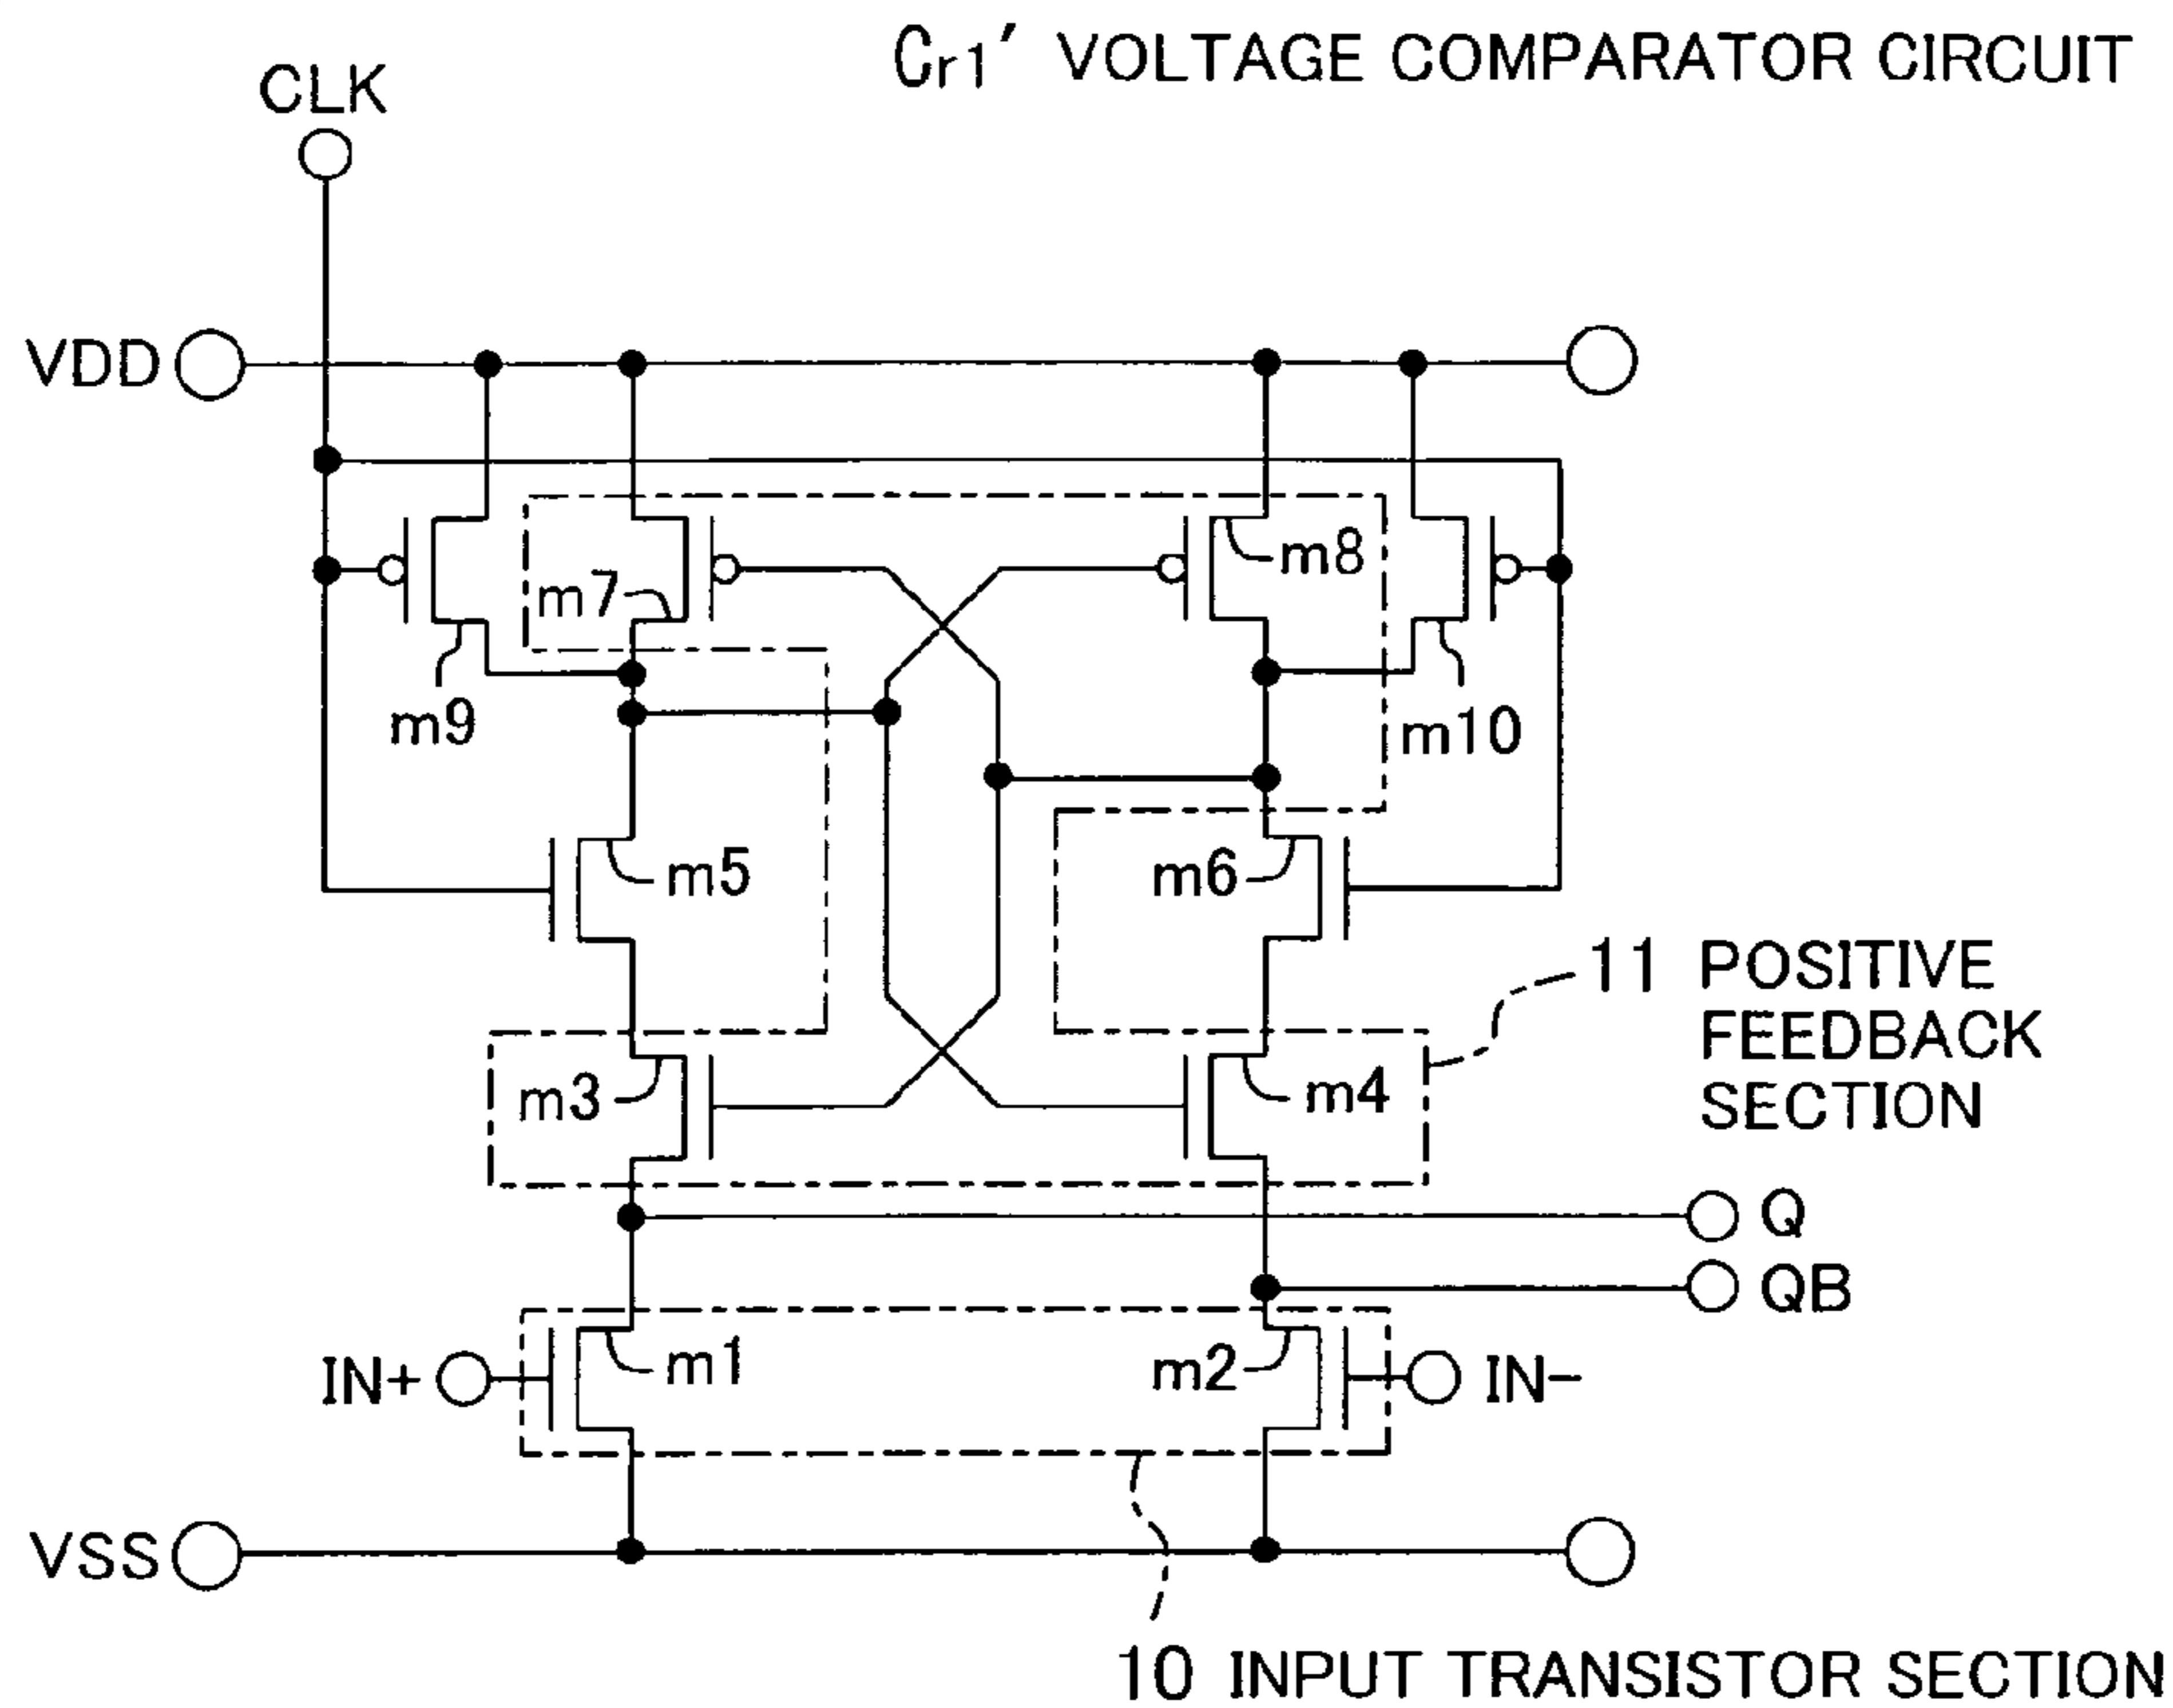 Cr1' VOLTAGE COMPARATOR CIRCUIT
CLK
VDD
m8
m7
m9
m10
m5
m6
11 POSITIVE
FEEDBACK
SECTION
m3
m4
Q
QB
IN+
m1
m2
IN-
VSS
10 INPUT TRANSISTOR SECTION